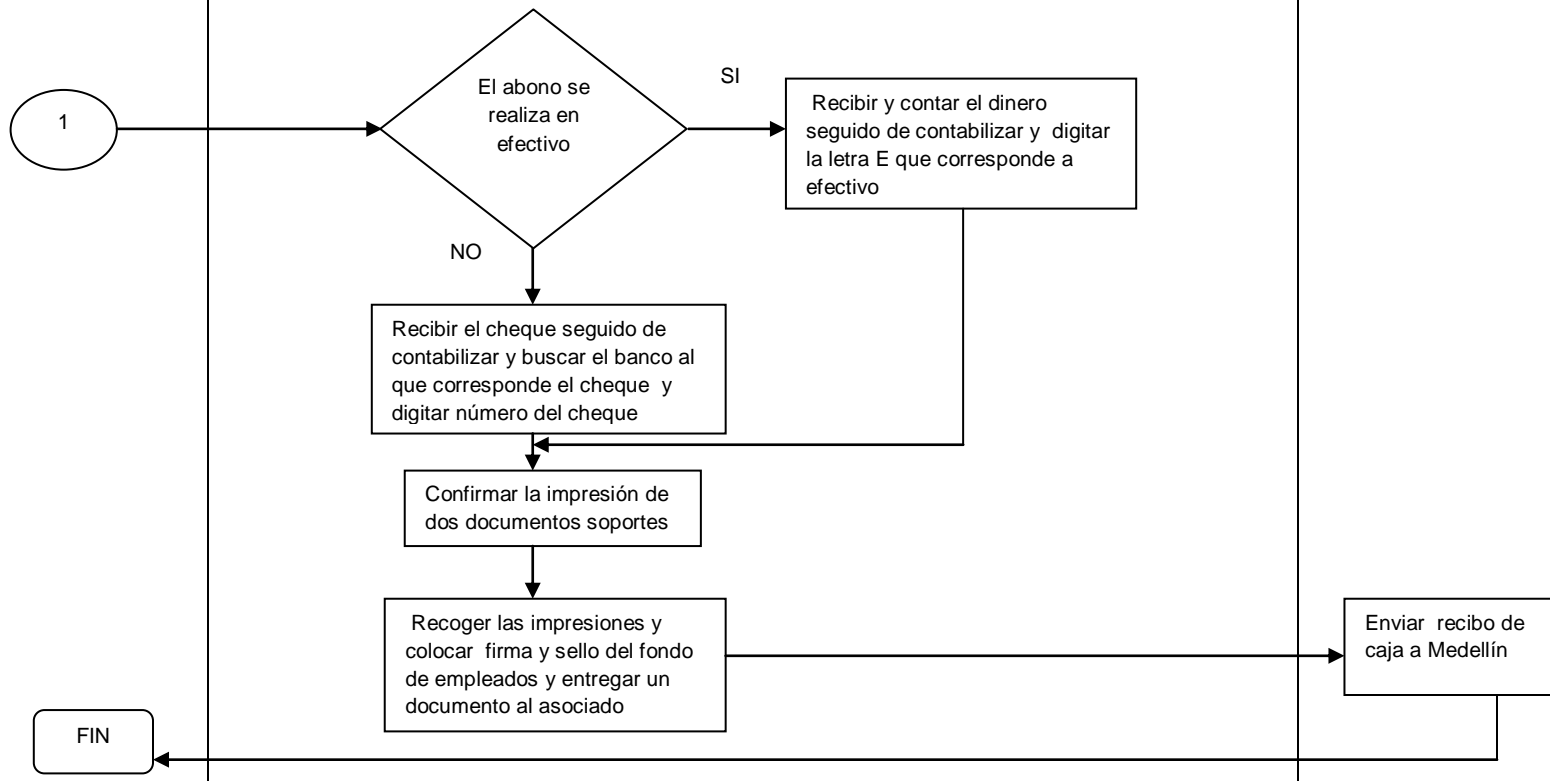 1
El abono se
realiza en
efectivo
SI
Recibir y contar el dinero
seguido de contabilizar y digitar
la letra E que corresponde a
efectivo
NO
Recibir el cheque seguido de
contabilizar y buscar el banco al
que corresponde el cheque y
digitar número del cheque
Confirmar la impresión de
dos documentos soportes
Recoger las impresiones y
colocar firma y sello del fondo
de empleados y entregar un
documento al asociado
Enviar recibo de
caja a Medellín
FIN